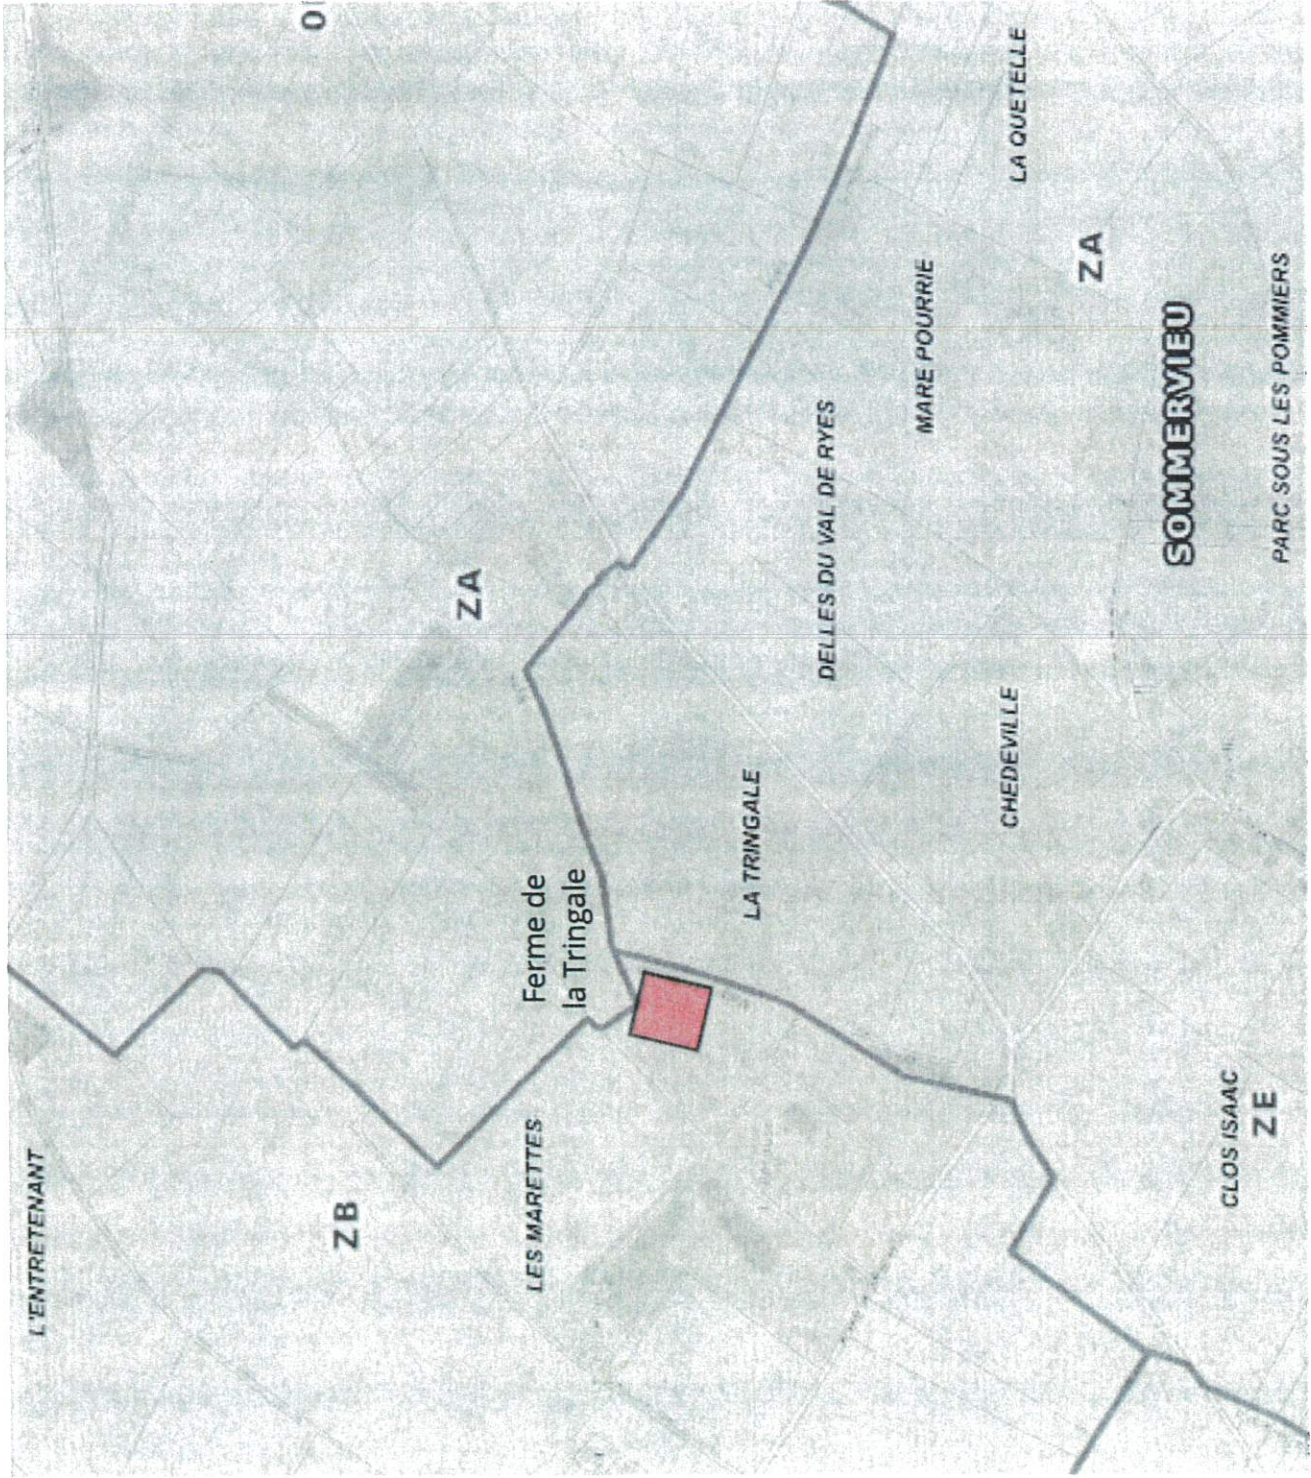 L'ENTRETENANT
ZB
ZA
LES MARETTES
Ferme de
la Tringale
LA TRINGALE
DELLES DU VAL DE RYES
MARE POURRIE
CHEDEVILLE
LA QUETELLE
ZA
SOMMERVIEU
CLOS ISAAC
ZE
PARC SOUS LES POMMIERS